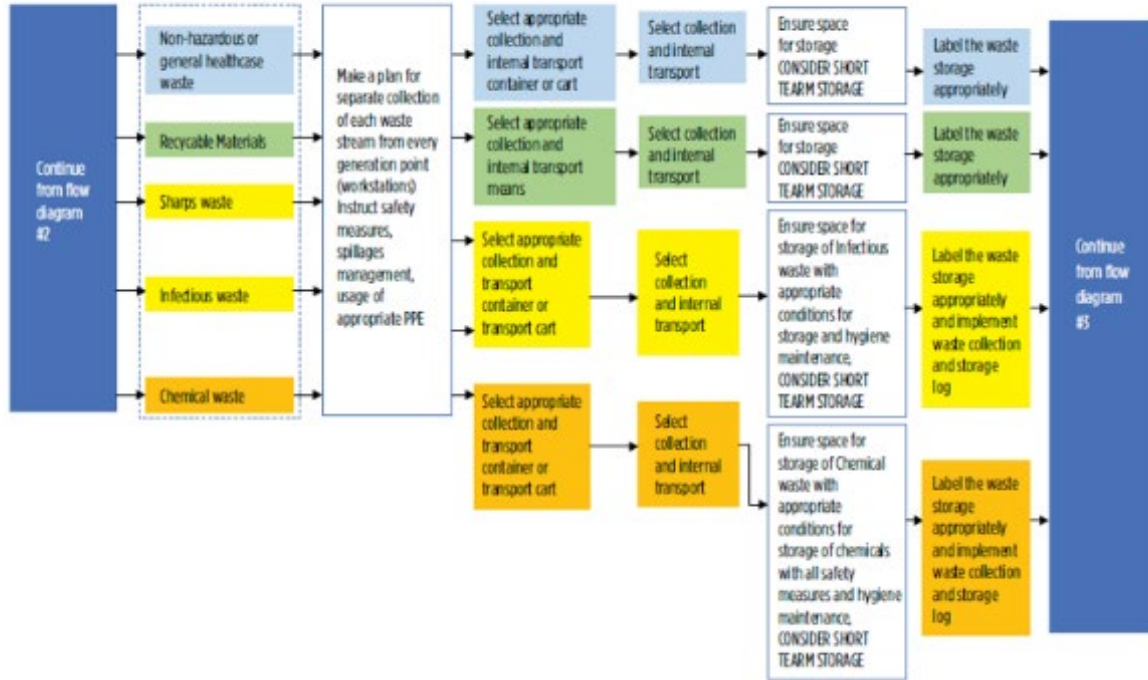 Continue
from flow
diagram
#2
Non-hazardous or
general healthcase
waste
Recycable Materials
Sharps waste
Infectious waste
Chemical waste
Make a plan for
separate collection
of each waste
stream from every
generation point
(workstations)
Instruct safety
measures,
spillages
management,
usage of
appropriate PPE
Select appropriate
collection and
internal transport
container or cart
Select collection
and internal
transport
Ensure space
for storage
CONSIDER SHORT
TEARM STORAGE
Label the waste
storage
appropriately
Select appropriate
collection and
internal transport
means
Select collection
and internal
transport
Ensure space
for storage
CONSIDER SHORT
TEARM STORAGE
Label the waste
storage
appropriately
Select appropriate
collection and
transport
container or
transport cart
Select
collection
and internal
transport
Ensure space for
storage of Infectious
waste with
appropriate
conditions for
storage and hygiene
maintenance,
CONSIDER SHORT
TEARM STORAGE
Label the waste
storage
appropriately
and implement
waste collection
and storage
log
Select appropriate
collection and
transport
container or
transport cart
Select
collection
and internal
transport
Ensure space for
storage of Chemical
waste with
appropriate
conditions for
storage of chemicals
with all safety
measures and hygiene
maintenance,
CONSIDER SHORT
TEARM STORAGE
Label the waste
storage
appropriately
and implement
waste collection
and storage
log
Continue
from flow
diagram
#3